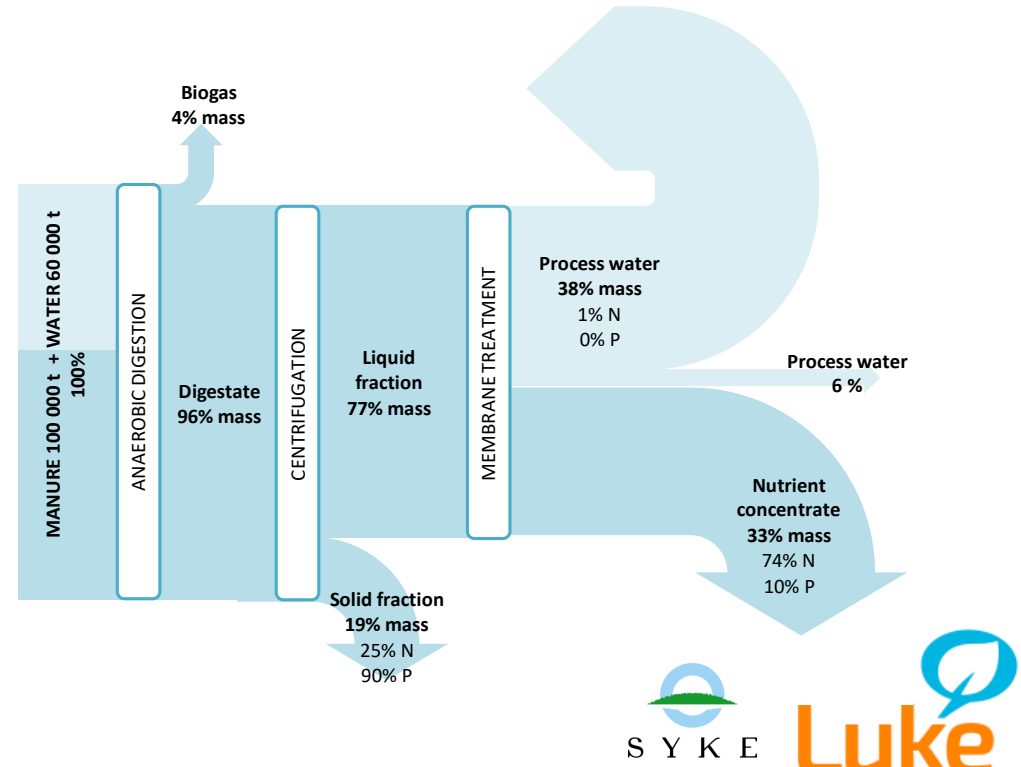 Biogas
4% mass
MANURE 100 000 t + WATER 60 000 t
100%
ANAEROBIC DIGESTION
Digestate
96% mass
CENTRIFUGATION
Liquid
fraction
77% mass
MEMBRANE TREATMENT
Process water
38% mass
1% N
0% P
Process water
6 %
Nutrient
concentrate
33% mass
74% N
10% P
Solid fraction
19% mass
25% N
90% P
SYKE
Luke